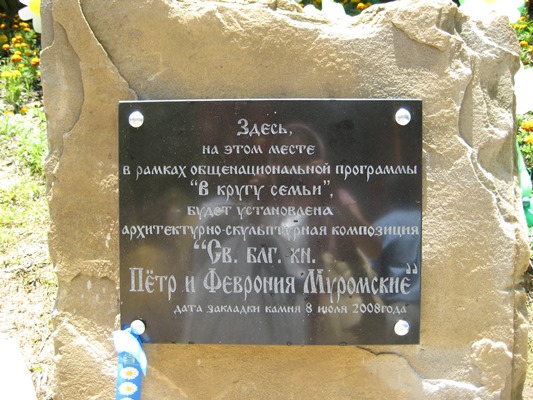 Здесь,
на этом месте
в рамках общенациональной программы
“В кругу семьи”,
будет установлена
архитектурно-скульптурная композиция
“Св. блг. кн.
Пётр и Феврония Муромские”
дата закладки камня 8 июля 2008года